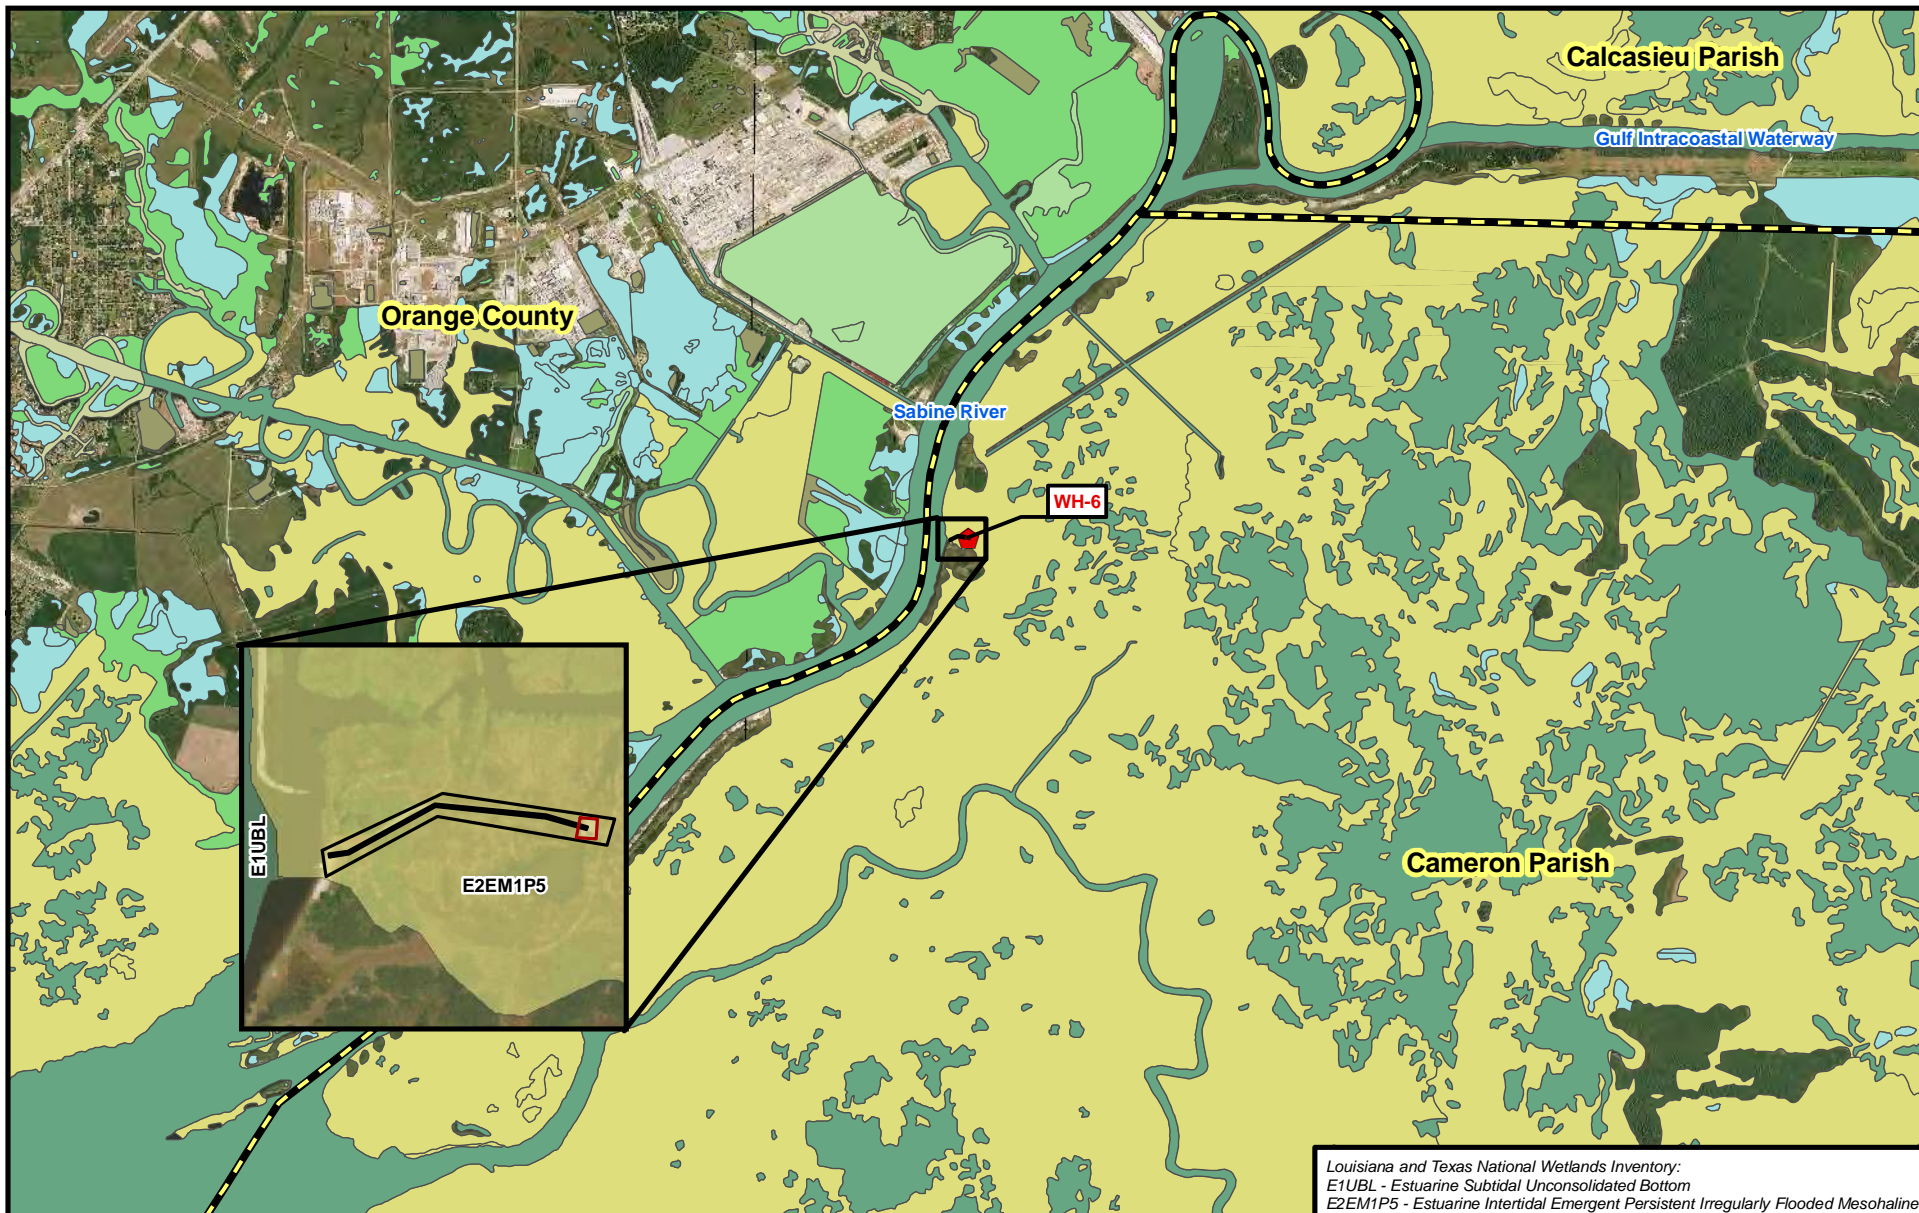 Calcasieu Parish
Gulf Intracoastal Waterway
Orange County
Sabine River
WH-6
E1UBL
E2EM1P5
Cameron Parish
Louisiana and Texas National Wetlands Inventory:
E1UBL - Estuarine Subtidal Unconsolidated Bottom
E2EM1P5 - Estuarine Intertidal Emergent Persistent Irregularly Flooded Mesohaline